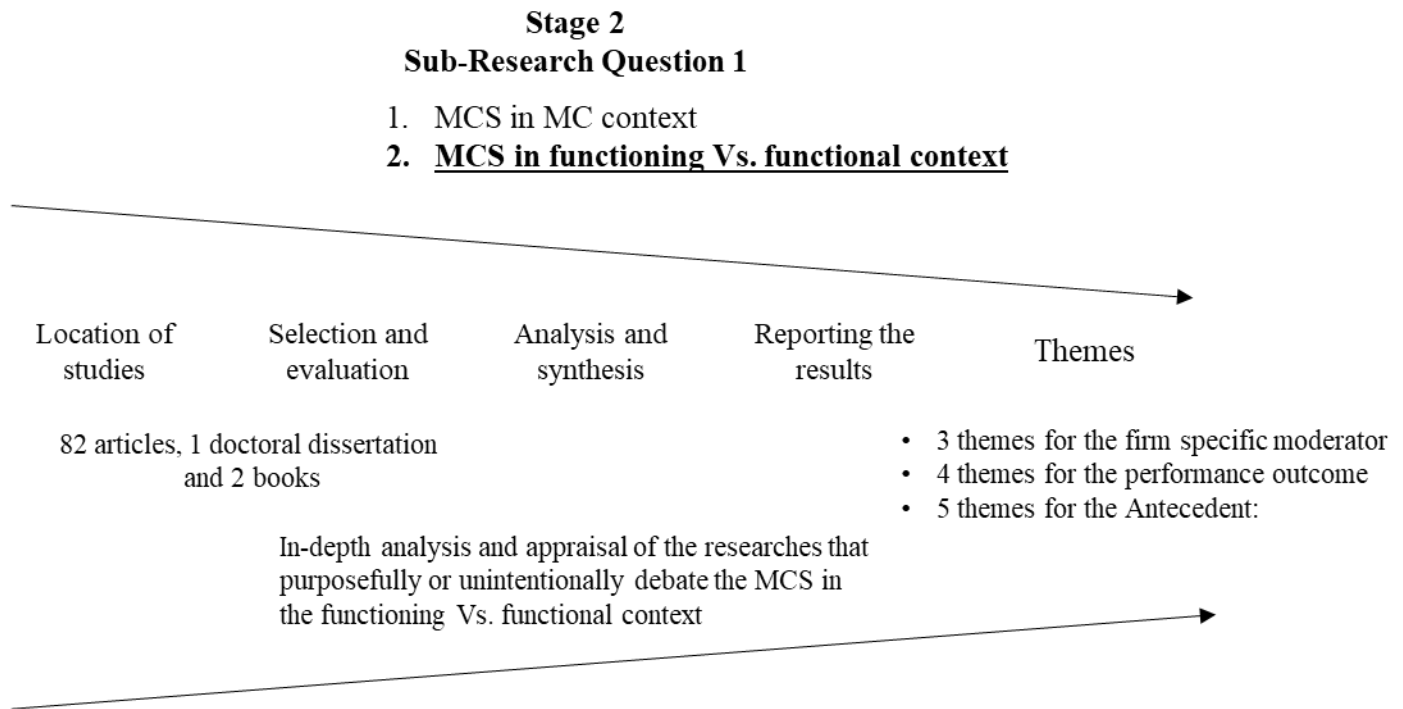 Stage 2
Sub-Research Question 1
1. MCS in MC context
2. MCS in functioning Vs. functional context
Location of
studies
Selection and
evaluation
Analysis and
synthesis
Reporting the
results
Themes
82 articles, 1 doctoral dissertation
and 2 books
• 3 themes for the firm specific moderator
• 4 themes for the performance outcome
• 5 themes for the Antecedent:
In-depth analysis and appraisal of the researches that
purposefully or unintentionally debate the MCS in
the functioning Vs. functional context